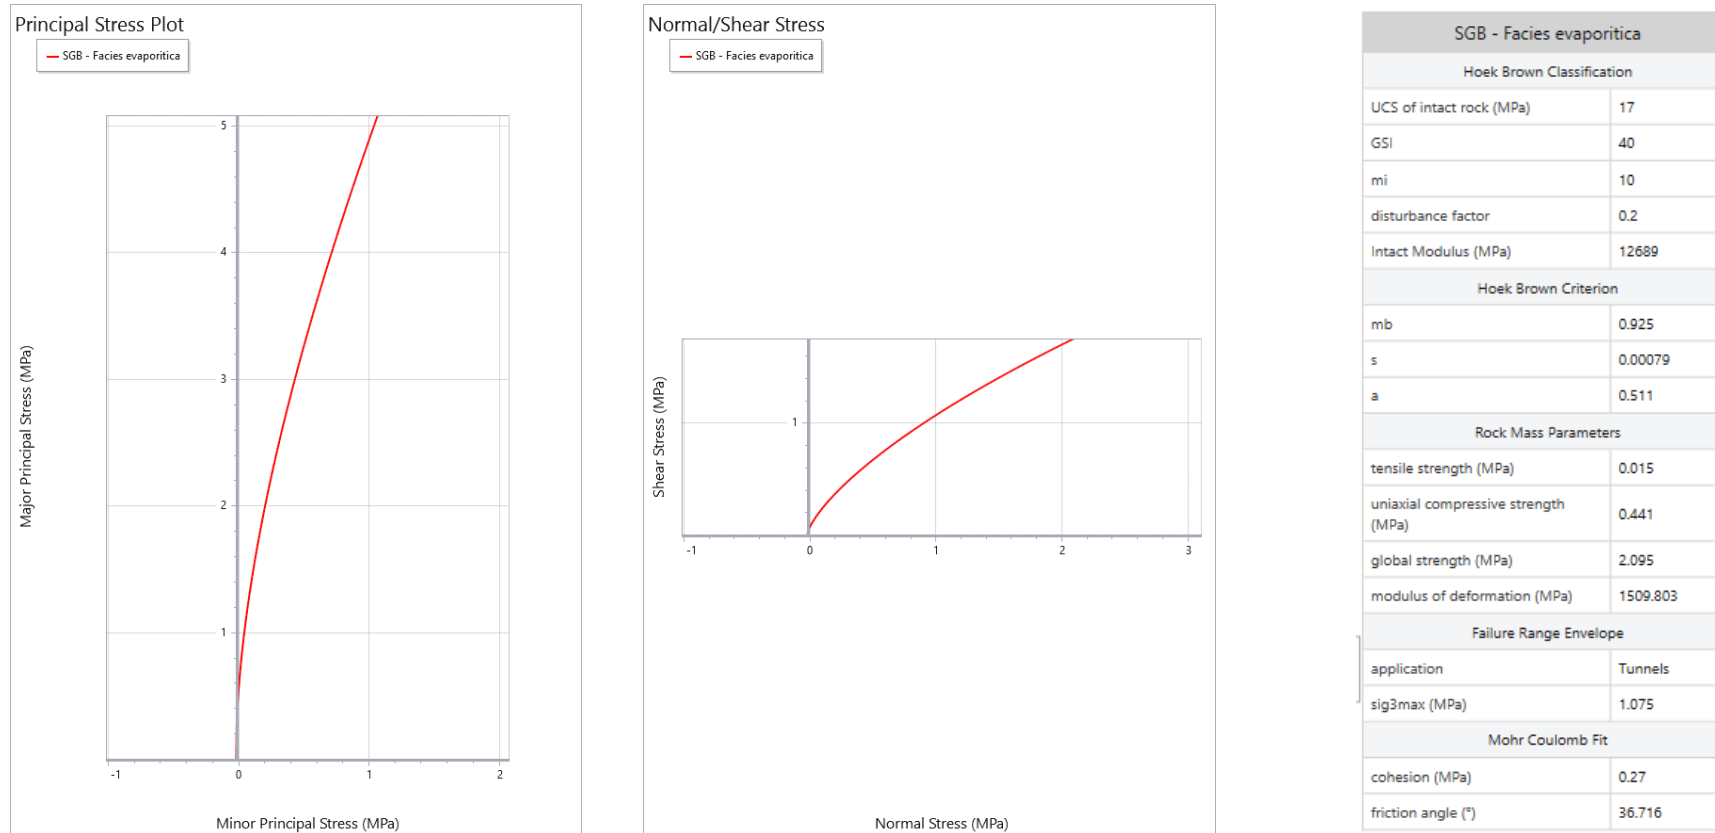 Principal Stress Plot
SGB - Facies evaporitica
5
4
3
2
1
-1
0
1
2
Major Principal Stress (MPa)
Minor Principal Stress (MPa)
Normal/Shear Stress
SGB - Facies evaporitica
1
-1
0
1
2
3
Shear Stress (MPa)
Normal Stress (MPa)
SGB - Facies evaporitica
Hoek Brown Classification
UCS of intact rock (MPa) 17
GSI 40
mi 10
disturbance factor 0.2
Intact Modulus (MPa) 12689
Hoek Brown Criterion
mb 0.925
s 0.00079
a 0.511
Rock Mass Parameters
tensile strength (MPa) 0.015
uniaxial compressive strength
(MPa) 0.441
global strength (MPa) 2.095
modulus of deformation (MPa) 1509.803
Failure Range Envelope
application Tunnels
sig3max (MPa) 1.075
Mohr Coulomb Fit
cohesion (MPa) 0.27
friction angle (°) 36.716